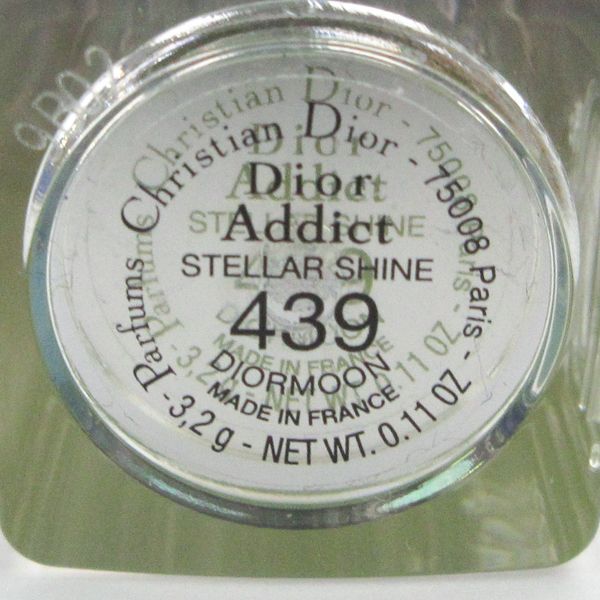 9B02
Parfums Christian Dior - 75008 Paris -
Dior
Addict
STELLAR SHINE
439
DIORMOON
MADE IN FRANCE
3,2 g - NET WT. 0.11 OZ -